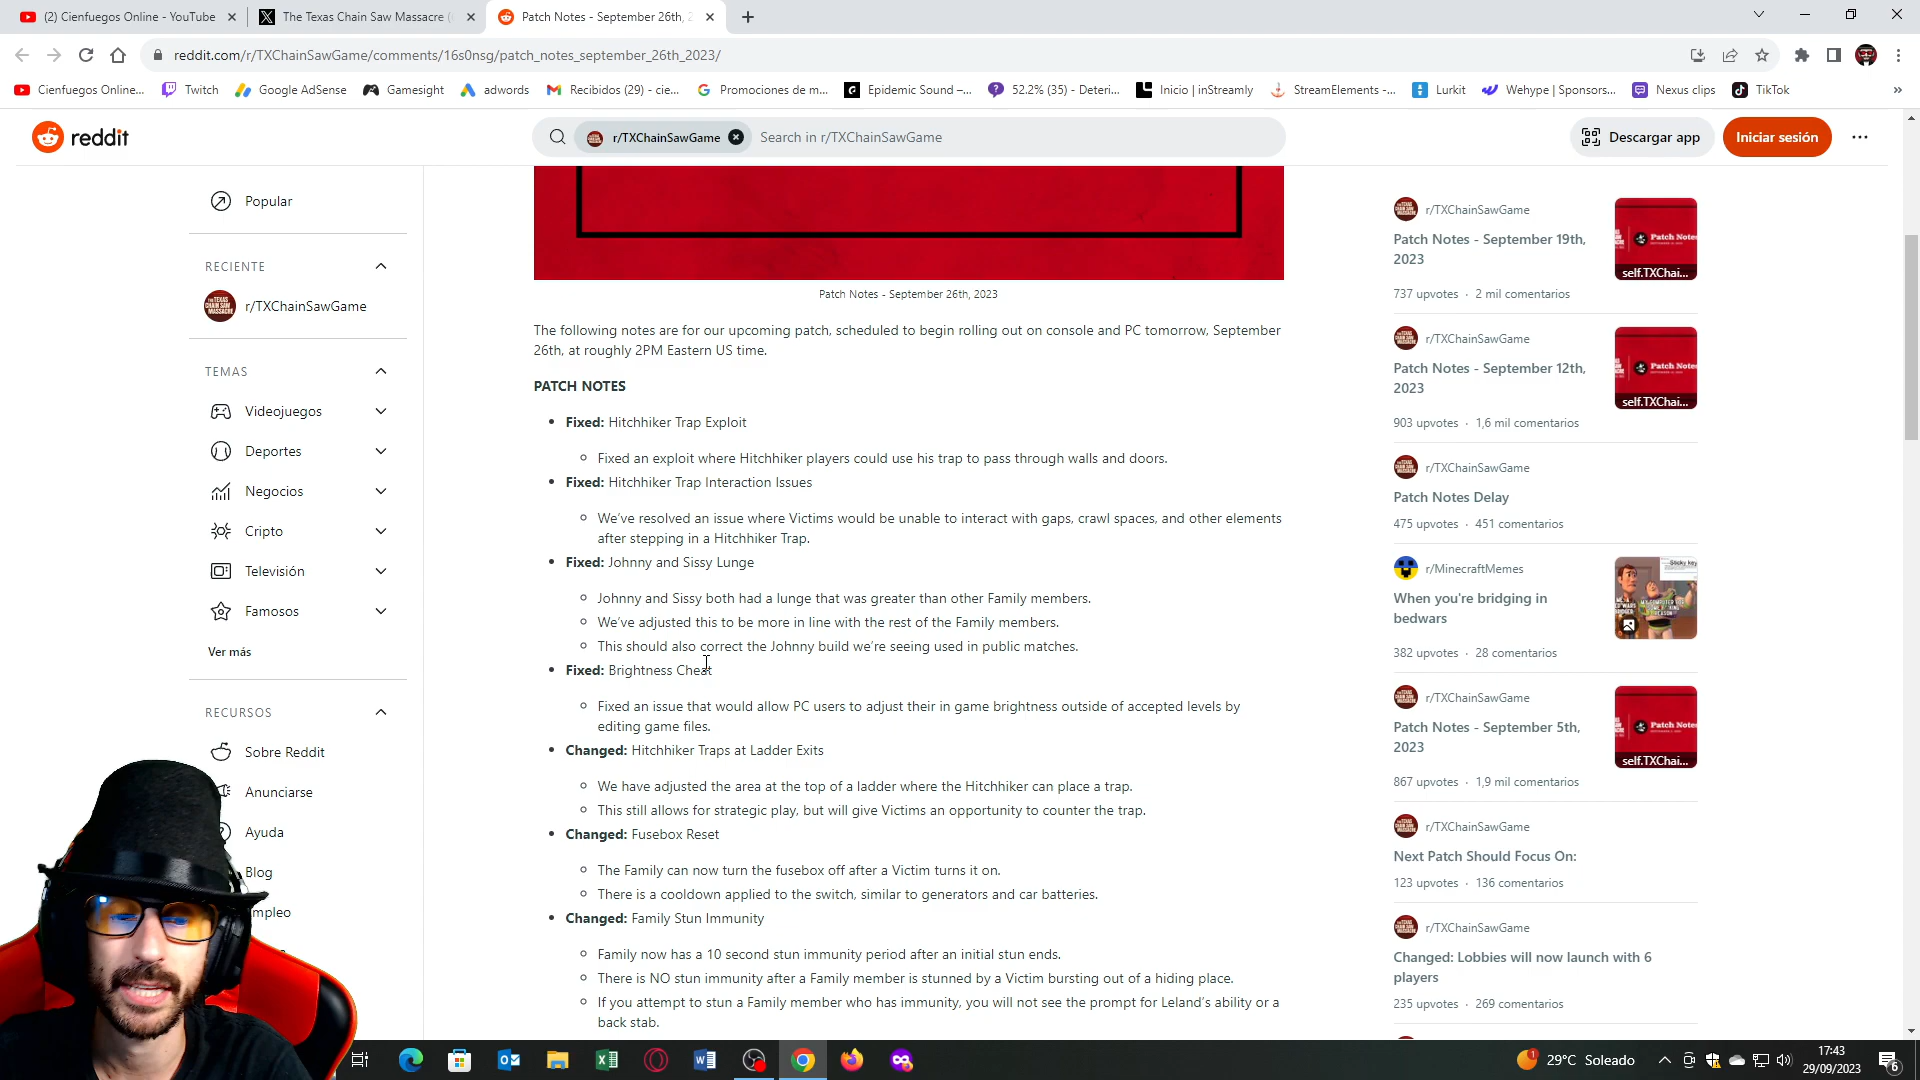 (2) Cienfuegos Online - YouTube
The Texas Chain Saw Massacre (
Patch Notes - September 26th, 2
reddit.com/r/TXChainSawGame/comments/16s0nsg/patch_notes_september_26th_2023/
Cienfuegos Online...
Twitch
Google AdSense
Gamesight
adwords
Recibidos (29) - cie...
Promociones de m...
Epidemic Sound –...
52.2% (35) - Deteri...
Inicio | inStreamly
StreamElements -...
Lurkit
Wehype | Sponsors...
Nexus clips
TikTok
»
reddit
r/TXChainSawGame
Search in r/TXChainSawGame
Descargar app
Iniciar sesión
Popular
RECIENTE
r/TXChainSawGame
TEMAS
Videojuegos
Deportes
Negocios
Cripto
Televisión
Famosos
Ver más
RECURSOS
Sobre Reddit
Anunciarse
Ayuda
Blog
mpleo
Patch Notes - September 26th, 2023
The following notes are for our upcoming patch, scheduled to begin rolling out on console and PC tomorrow, September
26th, at roughly 2PM Eastern US time.
PATCH NOTES
Fixed: Hitchhiker Trap Exploit
Fixed an exploit where Hitchhiker players could use his trap to pass through walls and doors.
Fixed: Hitchhiker Trap Interaction Issues
We've resolved an issue where Victims would be unable to interact with gaps, crawl spaces, and other elements
after stepping in a Hitchhiker Trap.
Fixed: Johnny and Sissy Lunge
Johnny and Sissy both had a lunge that was greater than other Family members.
We've adjusted this to be more in line with the rest of the Family members.
This should also correct the Johnny build we're seeing used in public matches.
Fixed: Brightness Cheat
Fixed an issue that would allow PC users to adjust their in game brightness outside of accepted levels by
editing game files.
Changed: Hitchhiker Traps at Ladder Exits
We have adjusted the area at the top of a ladder where the Hitchhiker can place a trap.
This still allows for strategic play, but will give Victims an opportunity to counter the trap.
Changed: Fusebox Reset
The Family can now turn the fusebox off after a Victim turns it on.
There is a cooldown applied to the switch, similar to generators and car batteries.
Changed: Family Stun Immunity
Family now has a 10 second stun immunity period after an initial stun ends.
There is NO stun immunity after a Family member is stunned by a Victim bursting out of a hiding place.
If you attempt to stun a Family member who has immunity, you will not see the prompt for Leland's ability or a
back stab.
r/TXChainSawGame
Patch Notes - September 19th,
2023
Patch Note
self.TXChai...
737 upvotes · 2 mil comentarios
r/TXChainSawGame
Patch Notes - September 12th,
2023
Patch Note
self.TXChai...
903 upvotes · 1,6 mil comentarios
r/TXChainSawGame
Patch Notes Delay
475 upvotes · 451 comentarios
r/MinecraftMemes
When you're bridging in
bedwars
Sticky key
382 upvotes · 28 comentarios
r/TXChainSawGame
Patch Notes - September 5th,
2023
Patch Note
self.TXChai...
867 upvotes · 1,9 mil comentarios
r/TXChainSawGame
Next Patch Should Focus On:
123 upvotes · 136 comentarios
r/TXChainSawGame
Changed: Lobbies will now launch with 6
players
235 upvotes · 269 comentarios
29°C Soleado
17:43
29/09/2023
6